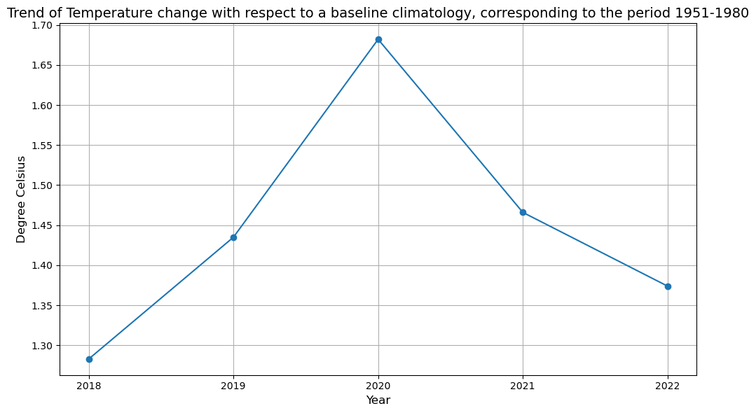 Trend of Temperature change with respect to a baseline climatology, corresponding to the period 1951-1980
1.70
1.65
1.60
1.55
1.50
1.45
1.40
1.35
1.30
Degree Celsius
2018 2019 2020 2021 2022
Year